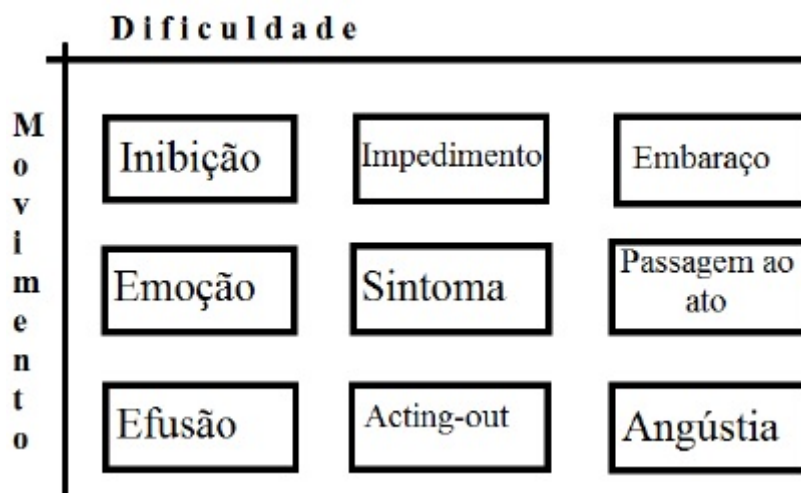 Dificuldade
Movimento
Inibição
Impedimento
Embaraço
Emoção
Sintoma
Passagem ao
ato
Efusão
Acting-out
Angústia